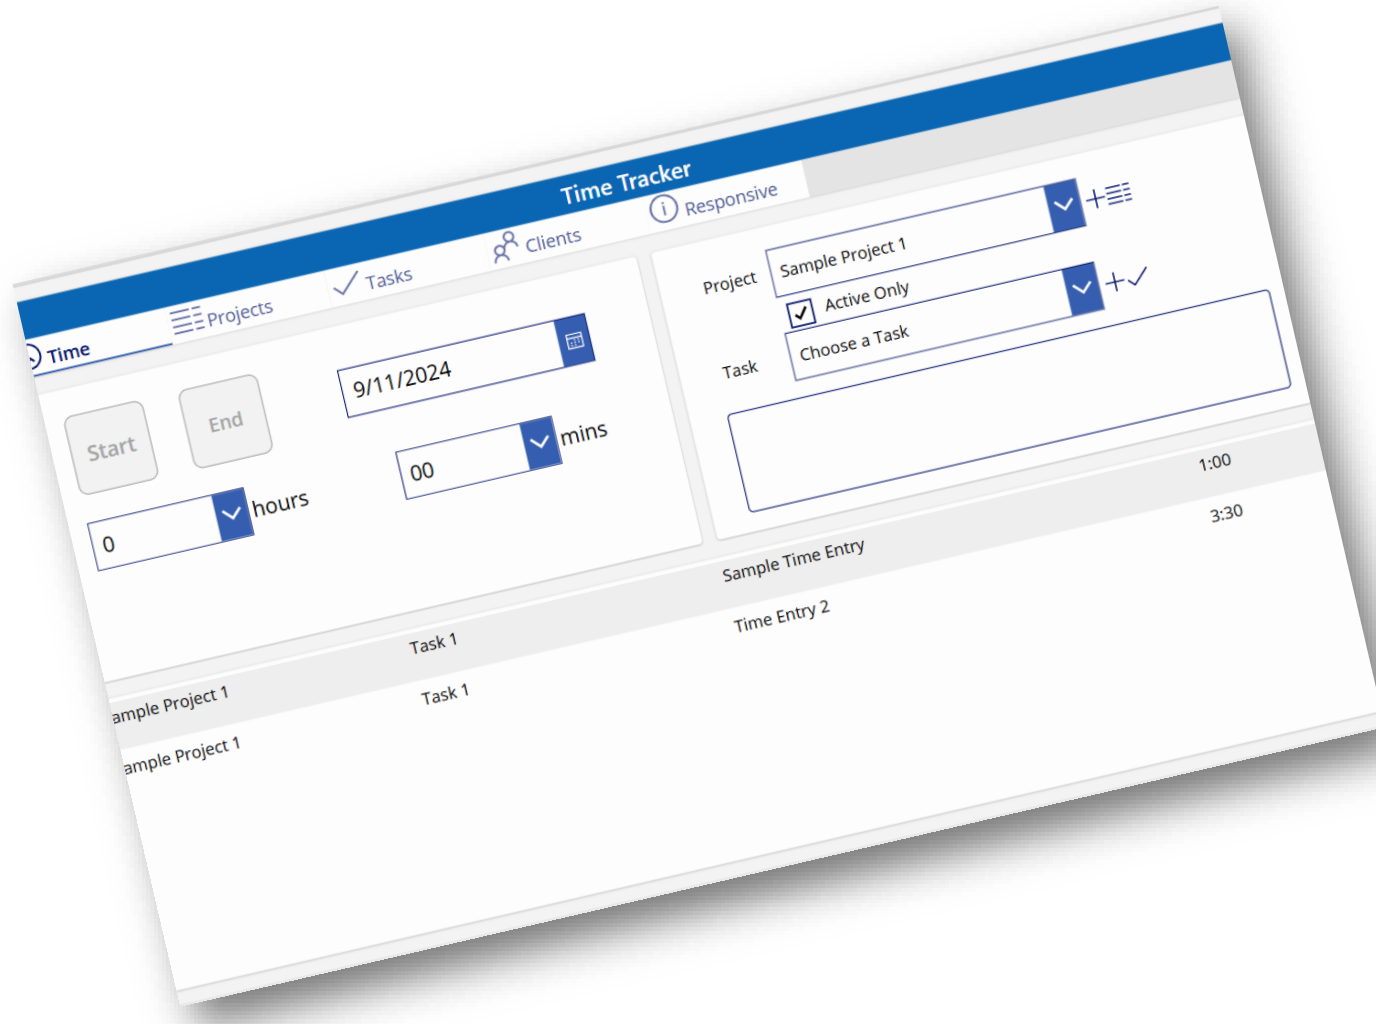 Time Tracker
Time
Projects
Tasks
Clients
Responsive
Start
End
9/11/2024
0
hours
00
mins
Project
Sample Project 1
Active Only
Task
Choose a Task
ample Project 1 Task 1 Sample Time Entry 1:00
ample Project 1 Task 1 Time Entry 2 3:30